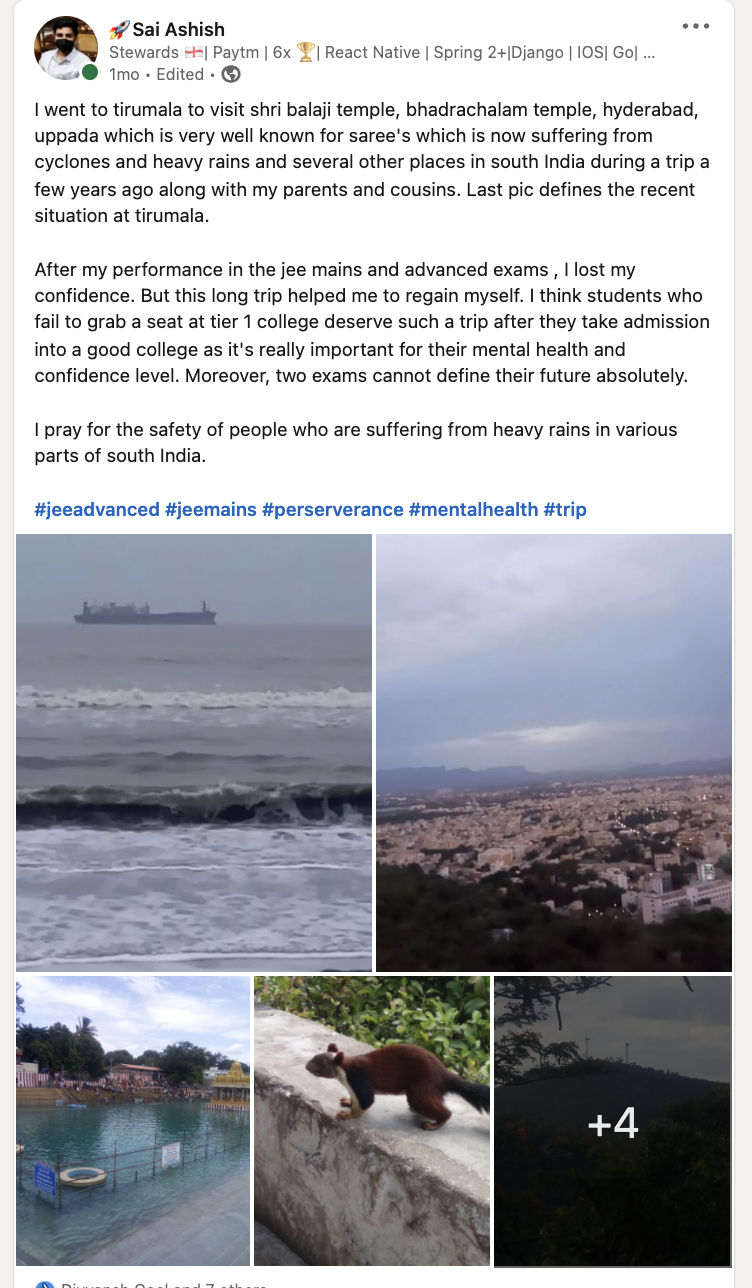 🚀Sai Ashish
Stewards 🏴󠁧󠁢󠁥󠁮󠁧󠁿| Paytm | 6x 🏆| React Native | Spring 2+|Django | IOS| Go| ...
1mo • Edited •
I went to tirumala to visit shri balaji temple, bhadrachalam temple, hyderabad,
uppada which is very well known for saree's which is now suffering from
cyclones and heavy rains and several other places in south India during a trip a
few years ago along with my parents and cousins. Last pic defines the recent
situation at tirumala.
After my performance in the jee mains and advanced exams , I lost my
confidence. But this long trip helped me to regain myself. I think students who
fail to grab a seat at tier 1 college deserve such a trip after they take admission
into a good college as it's really important for their mental health and
confidence level. Moreover, two exams cannot define their future absolutely.
I pray for the safety of people who are suffering from heavy rains in various
parts of south India.
#jeeadvanced #jeemains #perserverance #mentalhealth #trip
+4